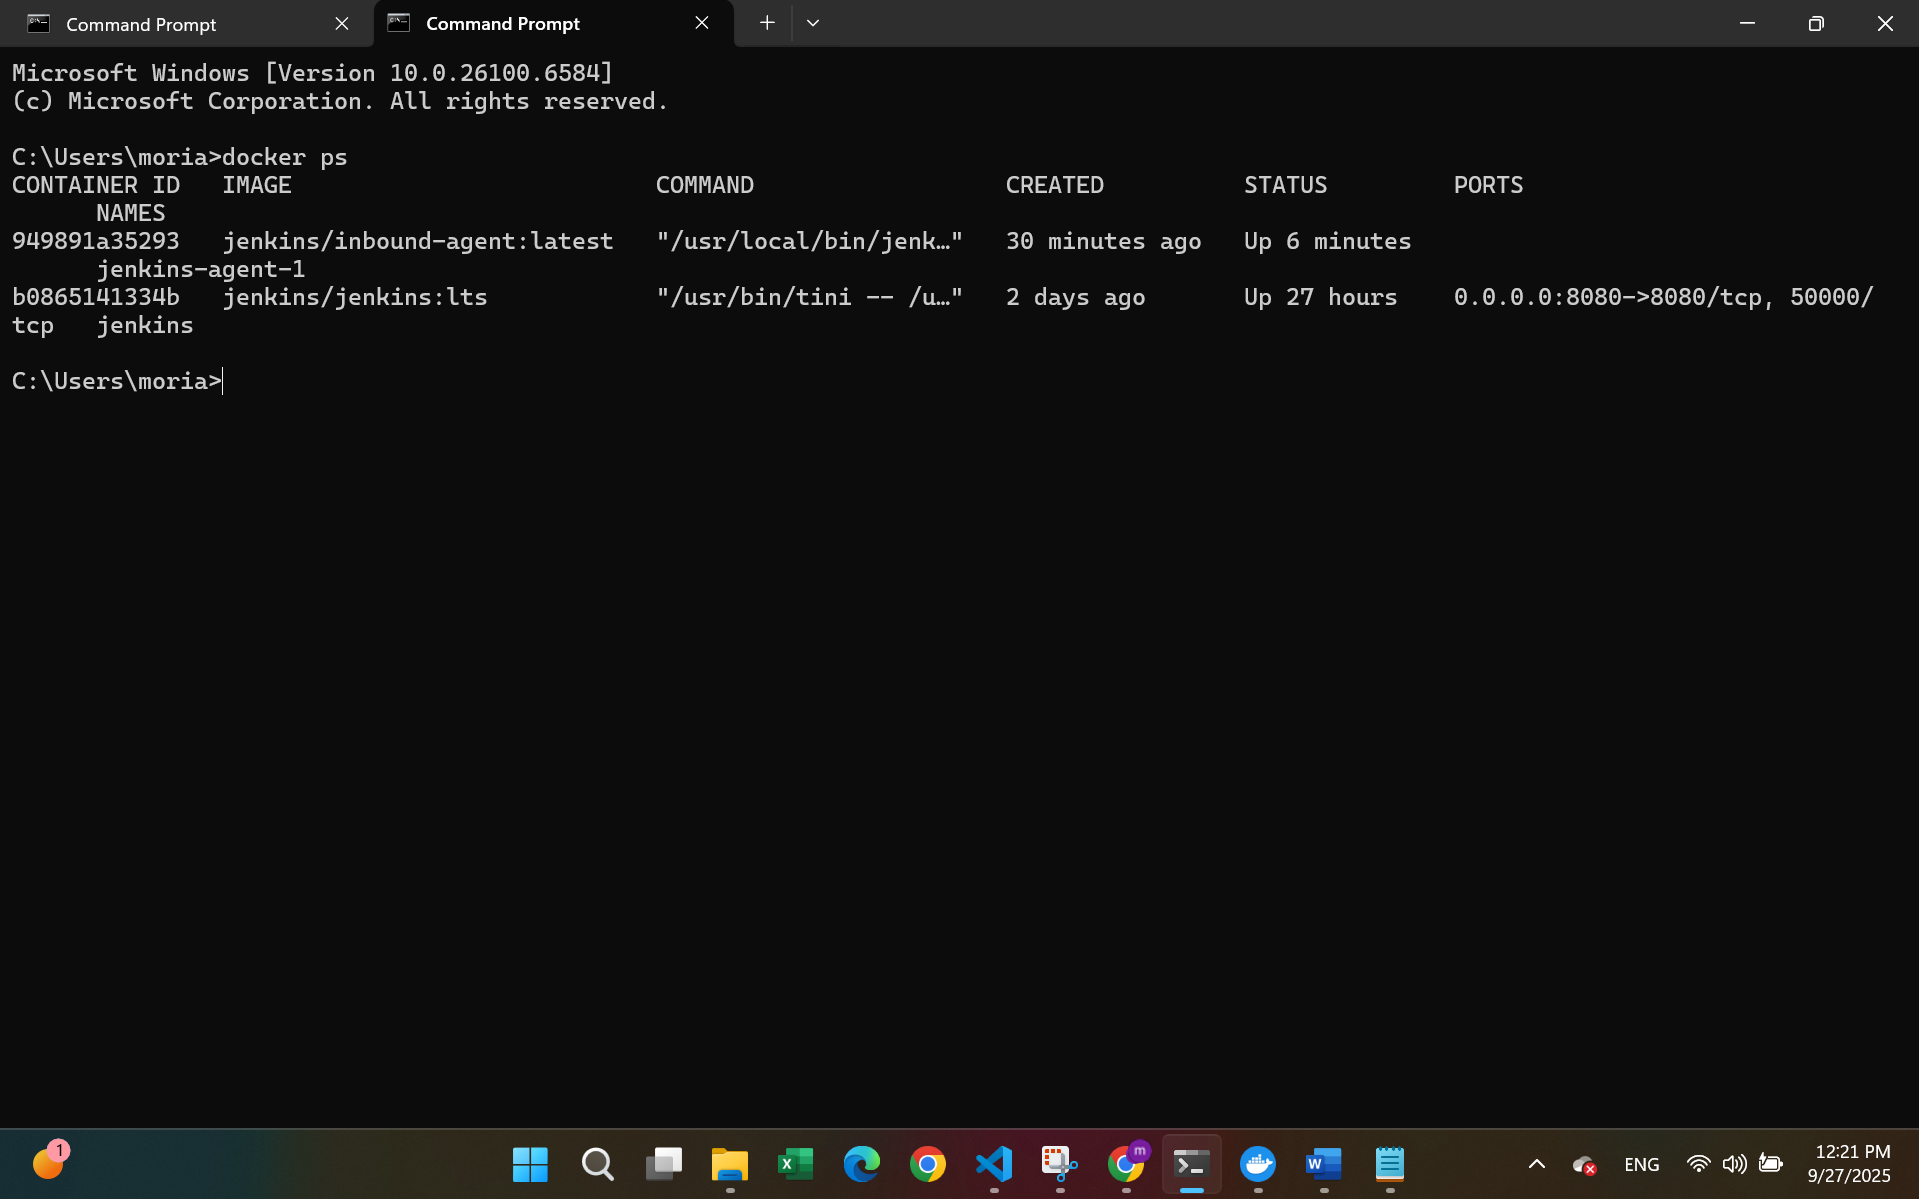 Command Prompt
Command Prompt
Microsoft Windows [Version 10.0.26100.6584]
(c) Microsoft Corporation. All rights reserved.
C:\Users\moria>docker ps
CONTAINER ID   IMAGE                          COMMAND                  CREATED          STATUS         PORTS
      NAMES
949891a35293   jenkins/inbound-agent:latest   "/usr/local/bin/jenk…"   30 minutes ago   Up 6 minutes
      jenkins-agent-1
b0865141334b   jenkins/jenkins:lts            "/usr/bin/tini -- /u…"   2 days ago       Up 27 hours    0.0.0.0:8080->8080/tcp, 50000/
tcp   jenkins
C:\Users\moria>
1
m
ENG
12:21 PM
9/27/2025